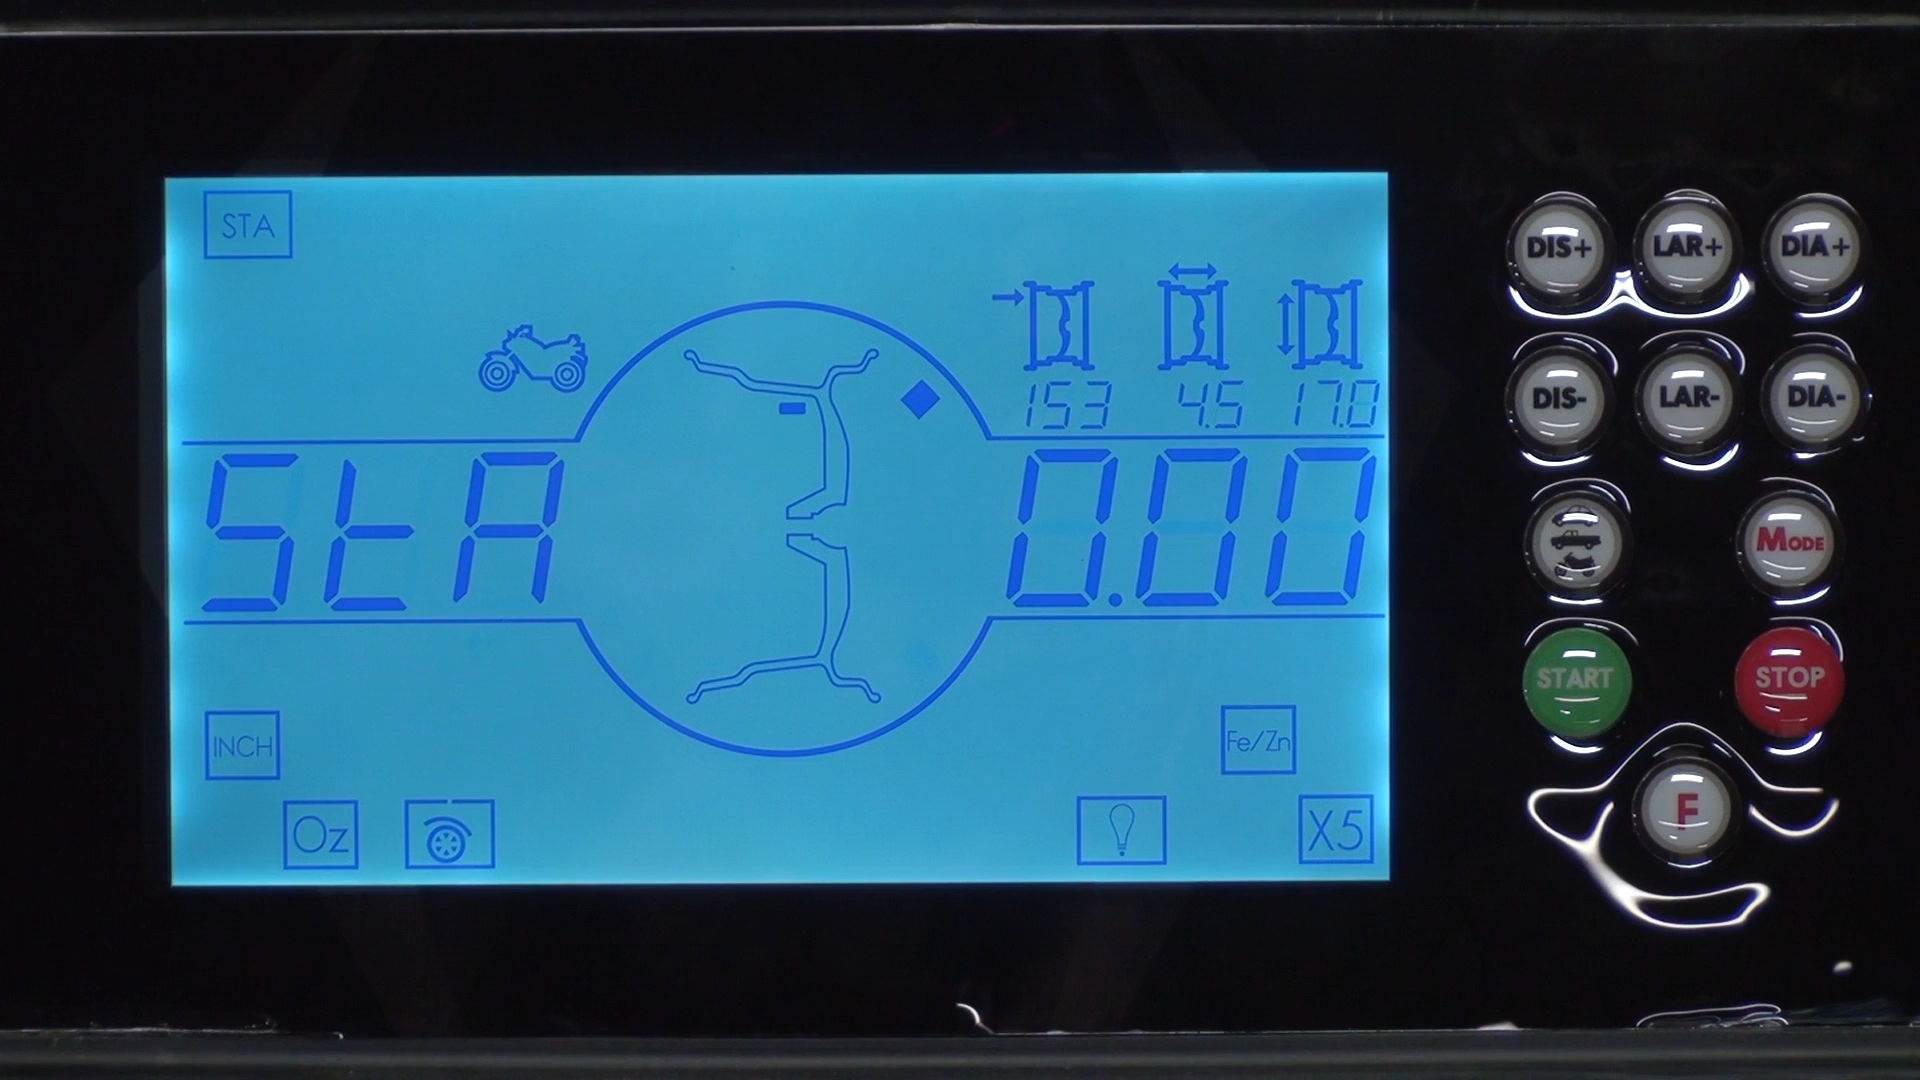 STA
153 4.5 17.0
StA 0.00
INCH
Fe/Zn
Oz
X5
DIS+ LAR+ DIA+
DIS- LAR- DIA-
MODE
START STOP
F